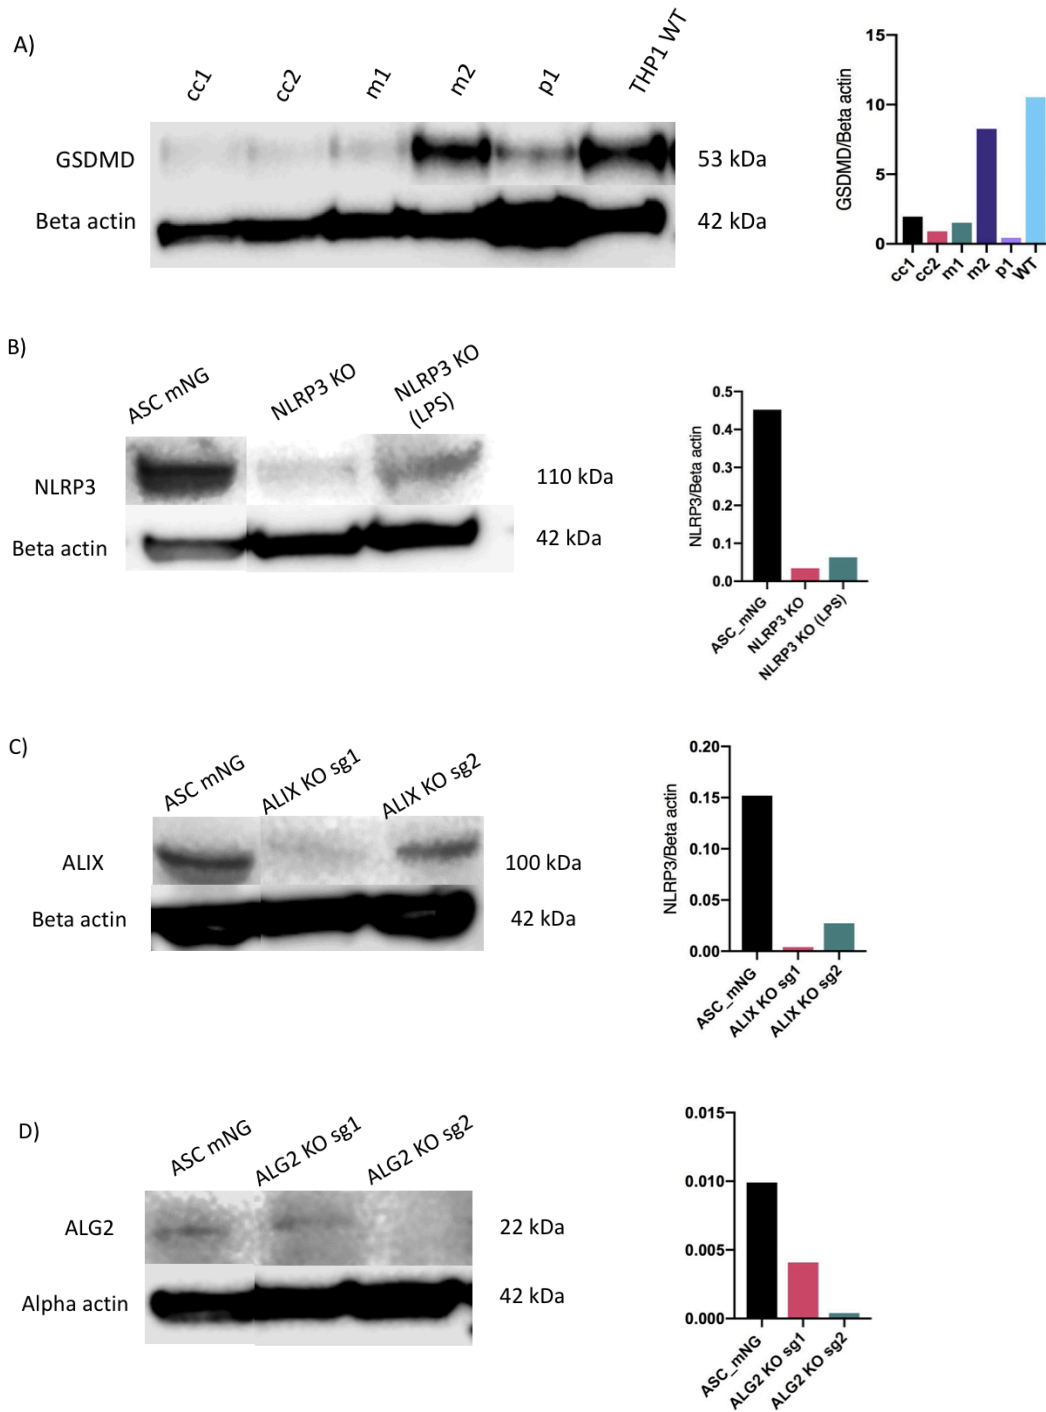 A)
cc1
cc2
m1
m2
p1
THP1 WT
GSDMD
53 kDa
Beta actin
42 kDa
GSDMD/Beta actin
15
10
5
0
cc1
cc2
m1
m2
p1
WT
B)
ASC mNG
NLRP3 KO
NLRP3 KO
(LPS)
NLRP3
110 kDa
Beta actin
42 kDa
NLRP3/Beta actin
0.5
0.4
0.3
0.2
0.1
0.0
ASC_mNG
NLRP3 KO
NLRP3 KO (LPS)
C)
ASC mNG
ALIX KO sg1
ALIX KO sg2
ALIX
100 kDa
Beta actin
42 kDa
NLRP3/Beta actin
0.20
0.15
0.10
0.05
0.00
ASC_mNG
ALIX KO sg1
ALIX KO sg2
D)
ASC mNG
ALG2 KO sg1
ALG2 KO sg2
ALG2
22 kDa
Alpha actin
42 kDa
0.015
0.010
0.005
0.000
ASC_mNG
ALG2 KO sg1
ALG2 KO sg2